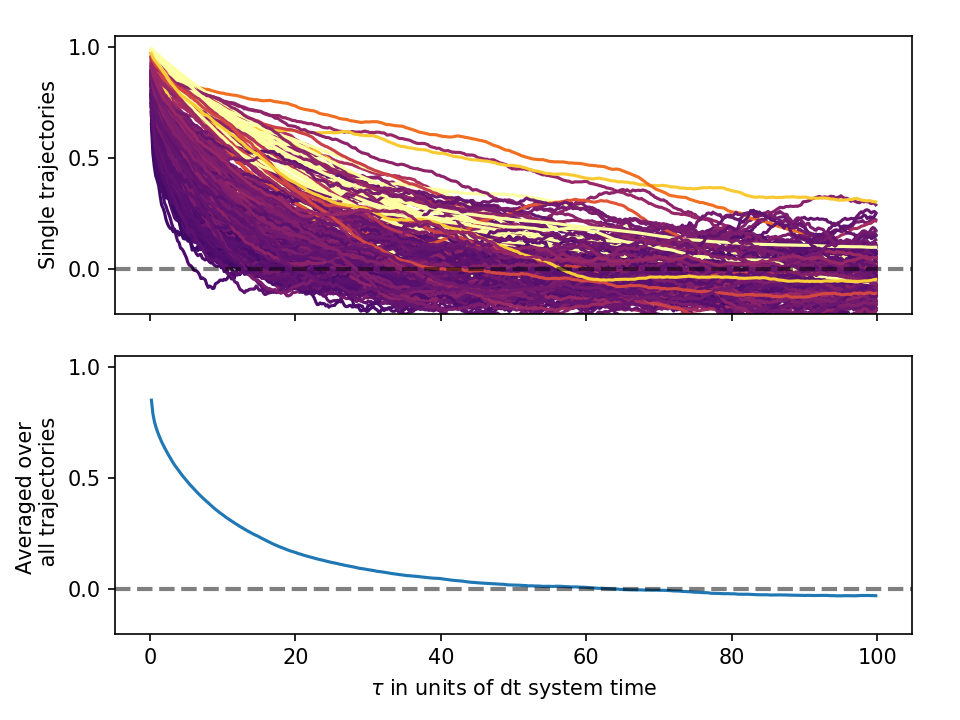 Single trajectories
1.0
0.5
0.0
Averaged over
all trajectories
1.0
0.5
0.0
0 20 40 60 80 100
τ in units of dt system time